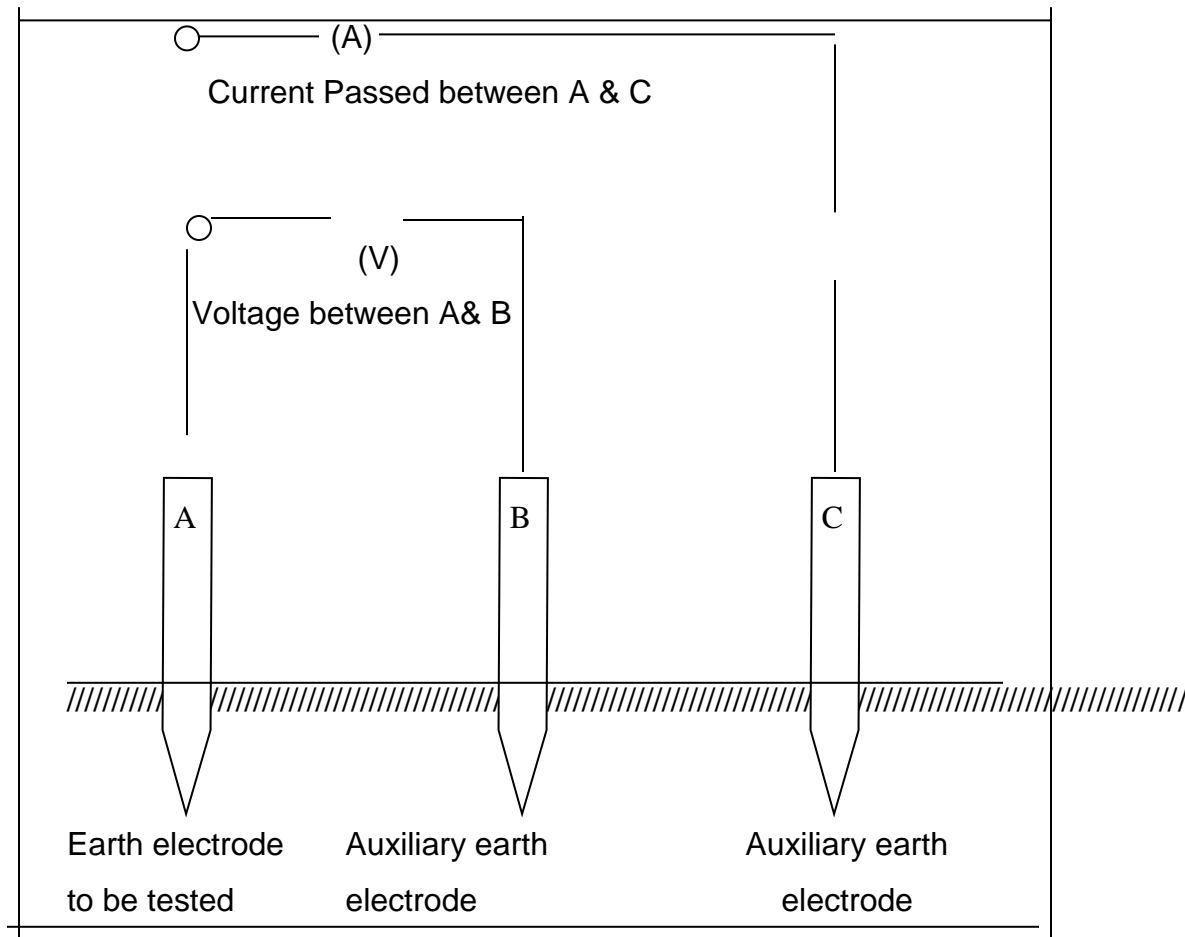 (A)
Current Passed between A & C
(V)
Voltage between A& B
A B C
Earth electrode Auxiliary earth Auxiliary earth
to be tested electrode electrode